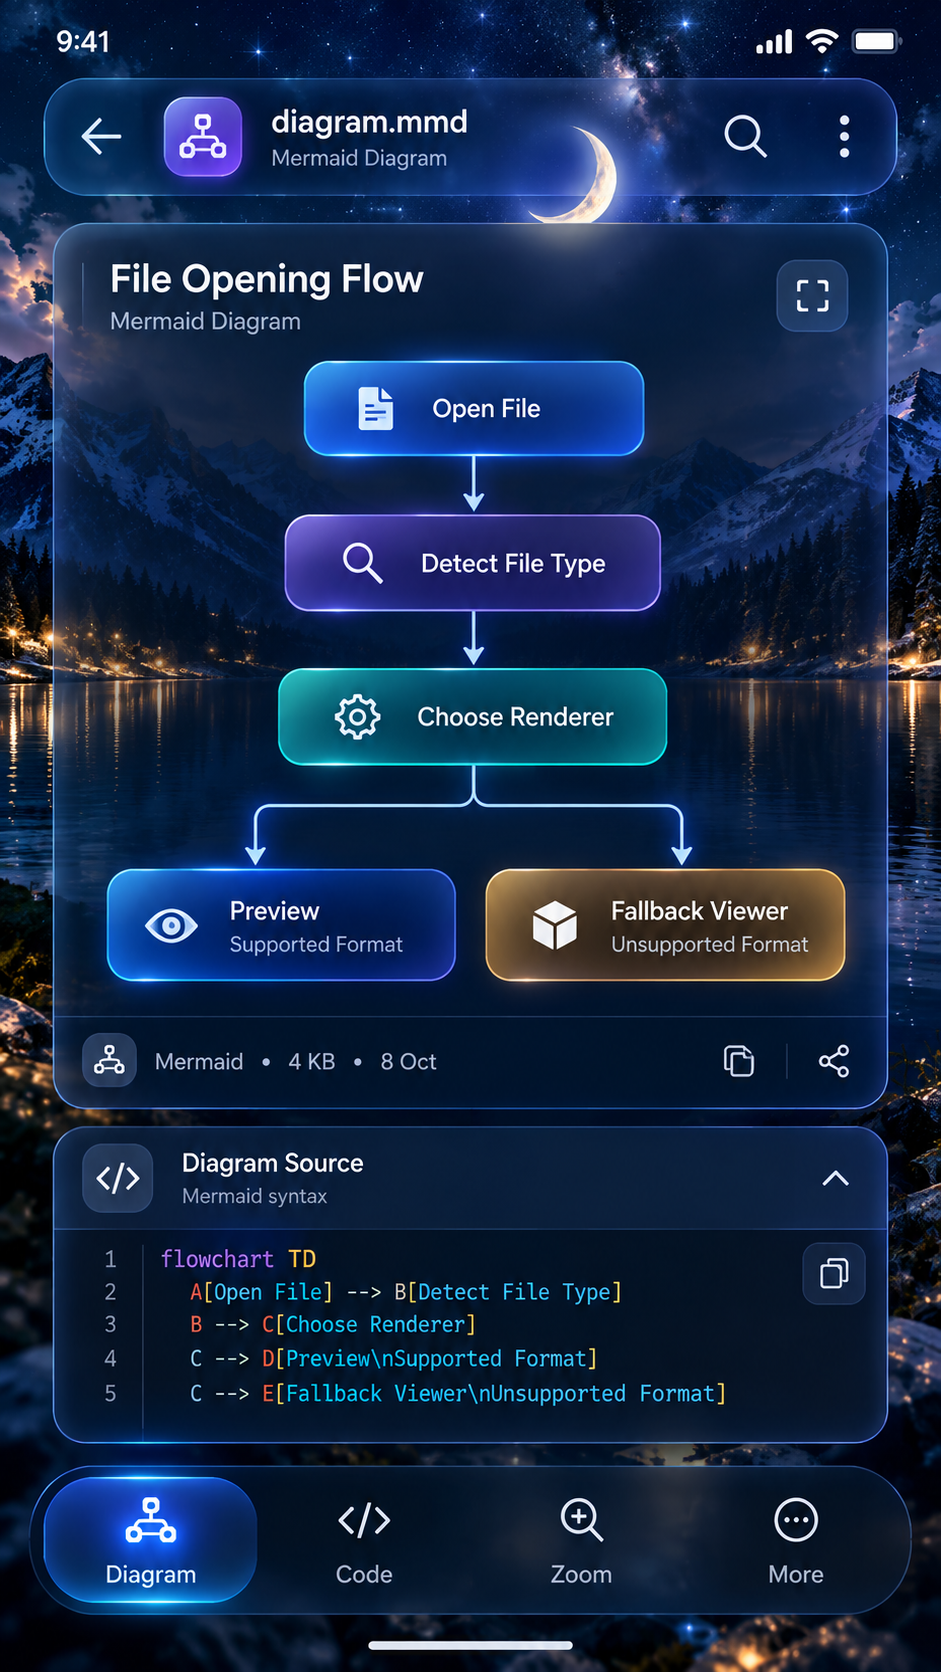 9:41
diagram.mmd
Mermaid Diagram
File Opening Flow
Mermaid Diagram
Open File
Detect File Type
Choose Renderer
Preview
Supported Format
Fallback Viewer
Unsupported Format
Mermaid • 4 KB • 8 Oct
Diagram Source
Mermaid syntax
1 flowchart TD
2 A[Open File] --> B[Detect File Type]
3 B --> C[Choose Renderer]
4 C --> D[Preview\nSupported Format]
5 C --> E[Fallback Viewer\nUnsupported Format]
Diagram
Code
Zoom
More